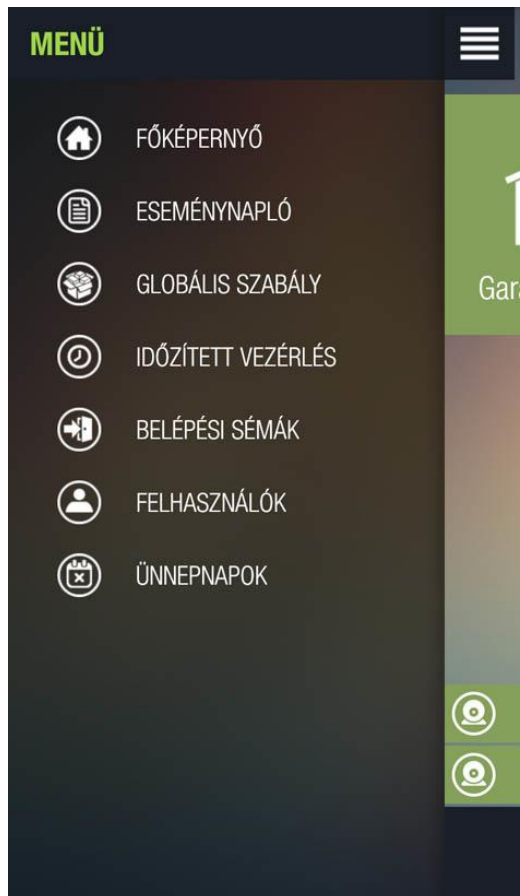 MENÜ
FŐKÉPERNYŐ
ESEMÉNYNAPLÓ
GLOBÁLIS SZABÁLY
IDŐZÍTETT VEZÉRLÉS
BELÉPÉSI SÉMÁK
FELHASZNÁLÓK
ÜNNEPNAPOK